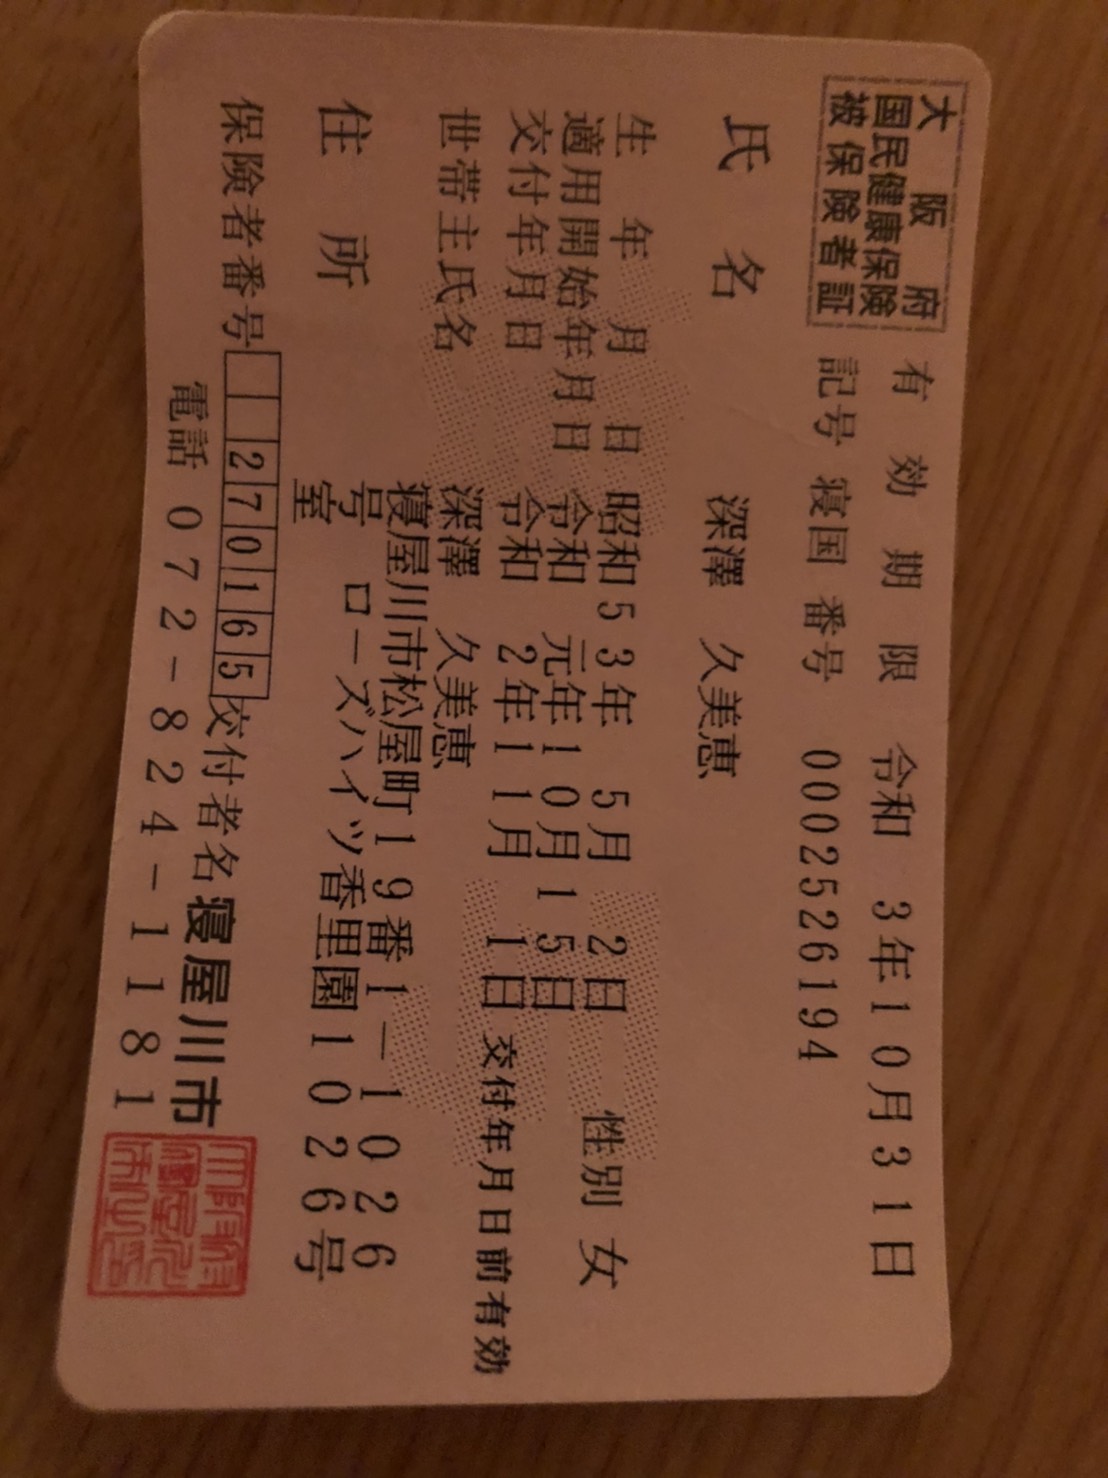 大阪府
国民健康保険
被保険者証
有効期限 令和 3年10月31日
記号 寝国 番号 0002526194
氏名 深澤 久美恵
生年月日 昭和53年 5月 2日 性別 女
適用開始年月日 令和 元年10月15日
交付年月日 令和 2年11月 1日 交付年月日前有効
世帯主氏名 深澤 久美恵
住所 寝屋川市松屋町19番1-1026
号 ローズハイツ香里園1026号
室
保険者番号 270165 交付者名 寝屋川市
電話 072-824-1181